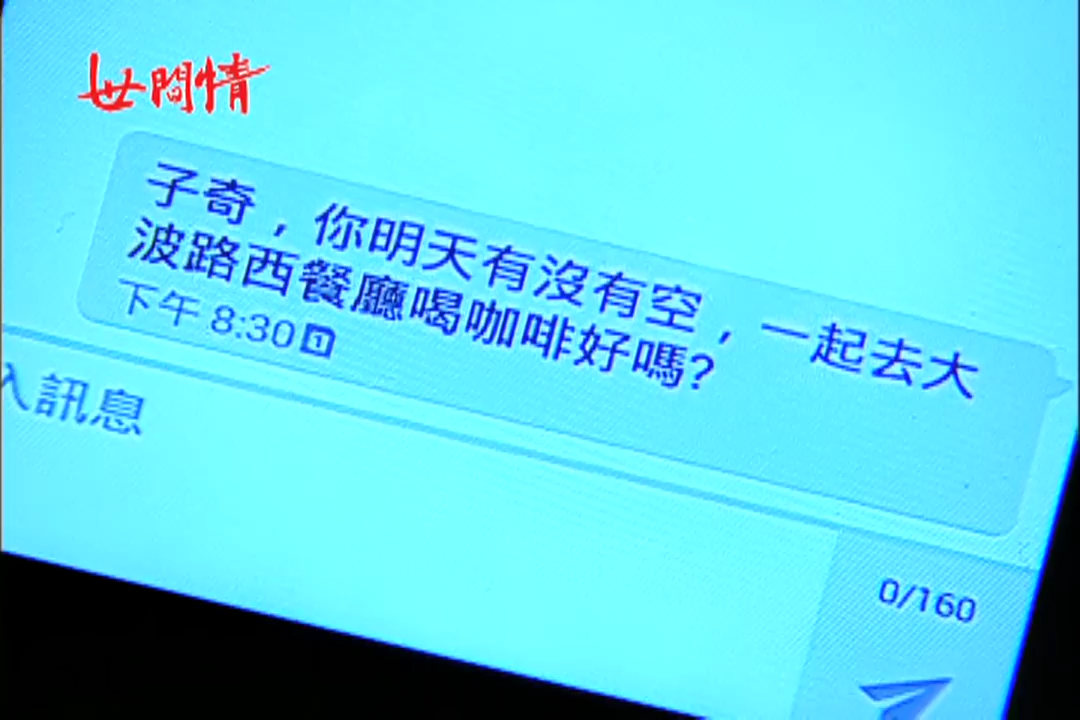 世間情
子奇，你明天有沒有空，一起去大
波路西餐廳喝咖啡好嗎?
下午 8:30 1
入訊息
0/160